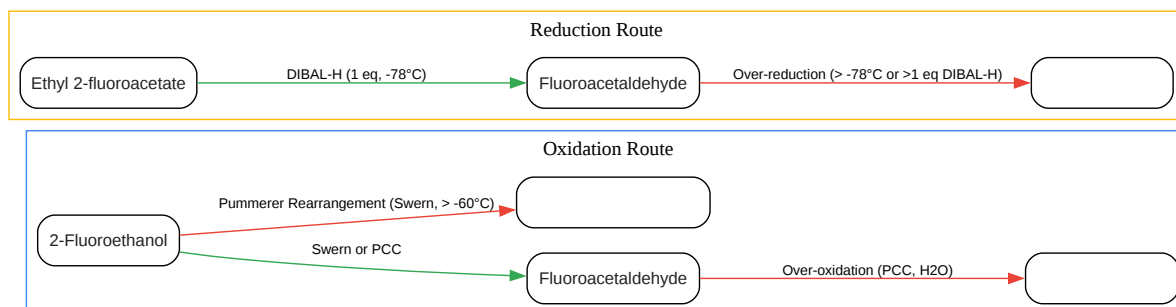 Reduction Route
Ethyl 2-fluoroacetate
DIBAL-H (1 eq, -78°C)
Fluoroacetaldehyde
Over-reduction (> -78°C or >1 eq DIBAL-H)
Oxidation Route
2-Fluoroethanol
Pummerer Rearrangement (Swern, > -60°C)
Swern or PCC
Fluoroacetaldehyde
Over-oxidation (PCC, H2O)